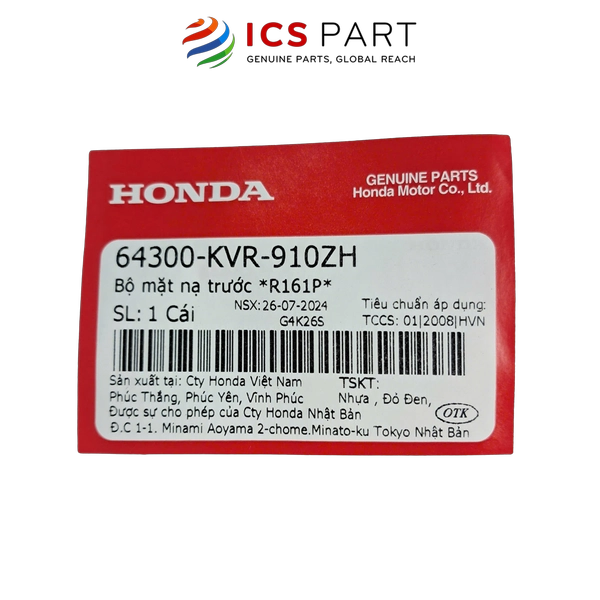 ICS PART
GENUINE PARTS, GLOBAL REACH
HONDA
GENUINE PARTS
Honda Motor Co., Ltd.
64300-KVR-910ZH
Bộ mặt nạ trước *R161P*
NSX:26-07-2024
Tiêu chuẩn áp dụng:
SL: 1 Cái
G4K26S
TCCS: 01|2008|HVN
Sản xuất tại: Cty Honda Việt Nam
TSKT:
Phúc Thắng, Phúc Yên, Vĩnh Phúc
Nhựa , Đỏ Đen,
Được sự cho phép của Cty Honda Nhật Bản
OTK
Đ.C 1-1. Minami Aoyama 2-chome.Minato-ku Tokyo Nhật Bản